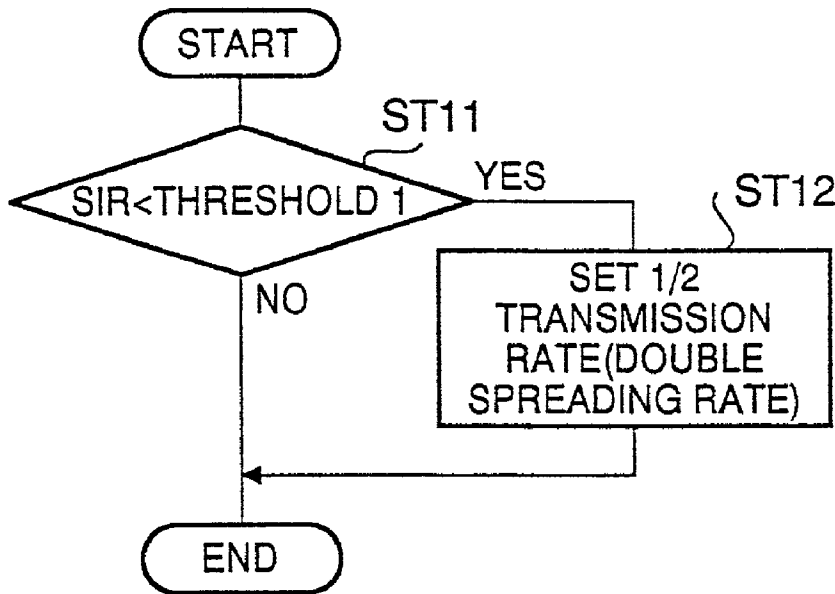 START
ST11
SIR<THRESHOLD 1
YES
ST12
NO
SET 1/2
TRANSMISSION
RATE(DOUBLE
SPREADING RATE)
END